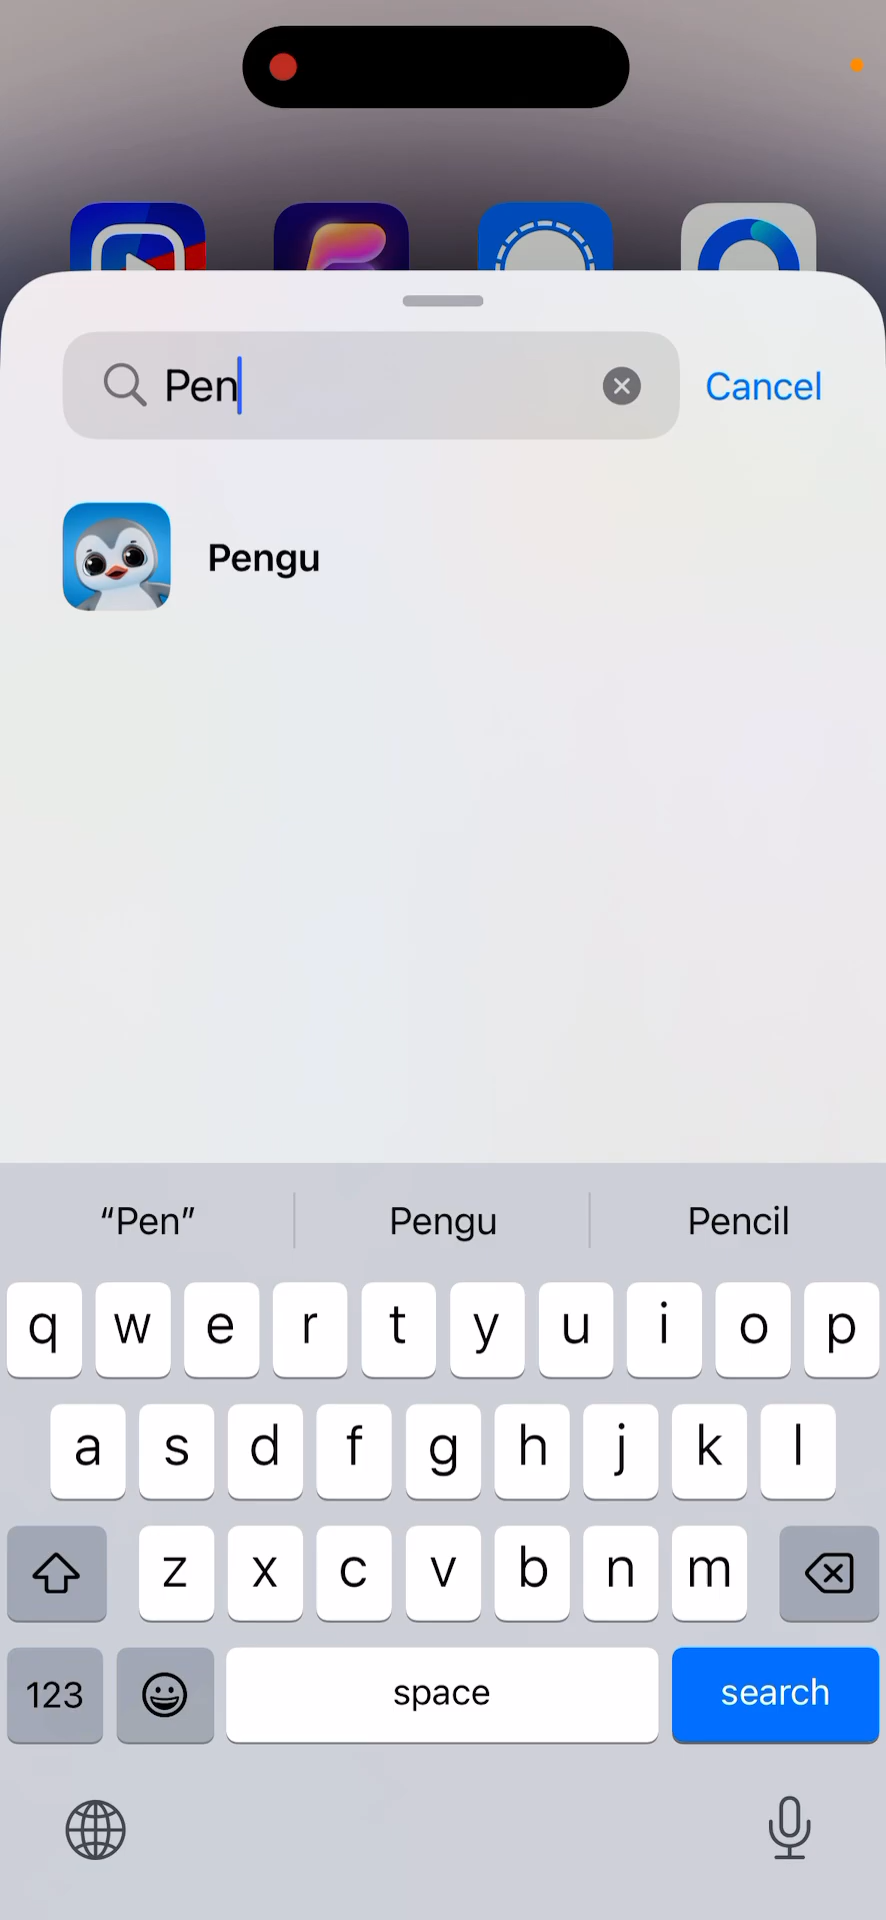 Pen
Cancel
Pengu
“Pen”
Pengu
Pencil
q w e r t y u i o p
a s d f g h j k l
z x c v b n m
123
space
search